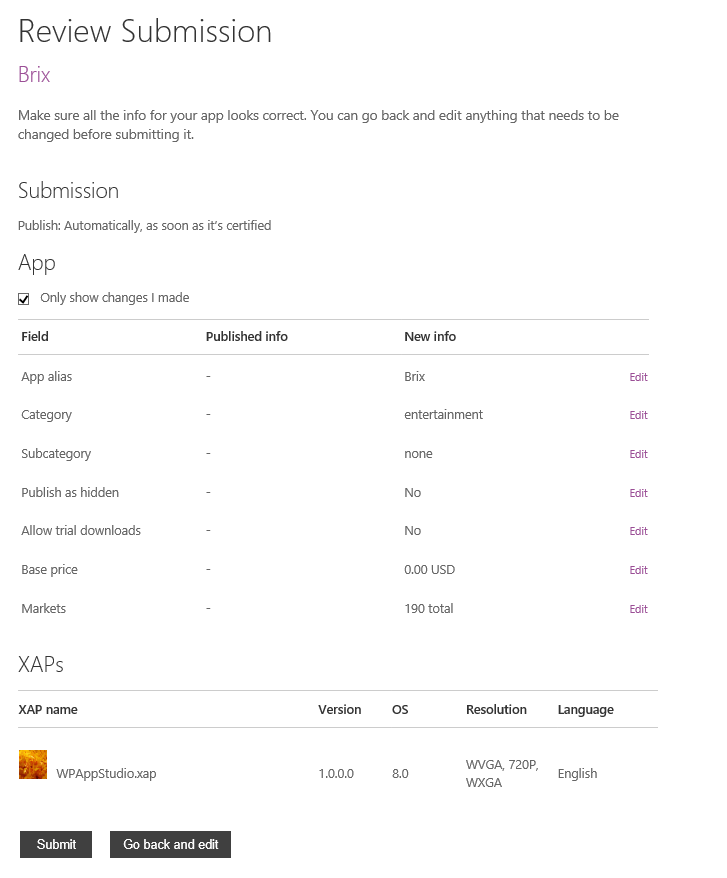 Review Submission
Brix
Make sure all the info for your app looks correct. You can go back and edit anything that needs to be
changed before submitting it.
Submission
Publish: Automatically, as soon as it's certified
App
Only show changes I made
Field Published info New info
App alias - Brix Edit
Category - entertainment Edit
Subcategory - none Edit
Publish as hidden - No Edit
Allow trial downloads - No Edit
Base price - 0.00 USD Edit
Markets - 190 total Edit
XAPs
XAP name Version OS Resolution Language
WPAppStudio.xap 1.0.0.0 8.0 WVGA, 720P, English
WXGA
Submit Go back and edit